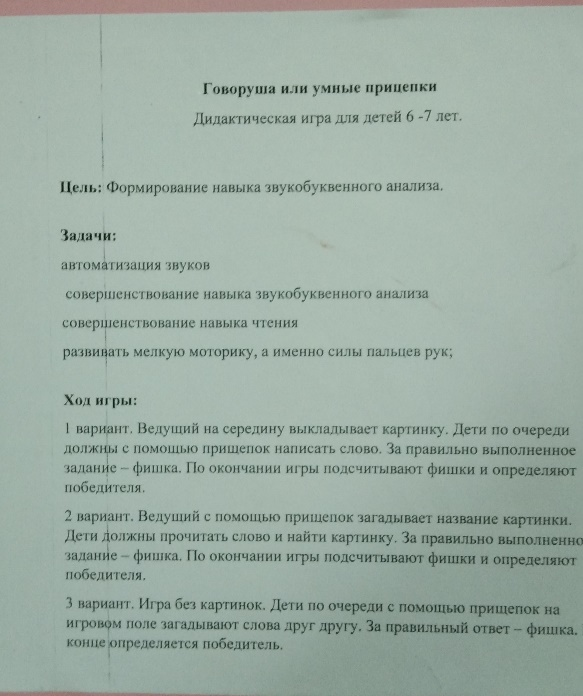 Говоруша или умные прицепки
Дидактическая игра для детей 6 -7 лет.
Цель: Формирование навыка звукобуквенного анализа.
Задачи:
автоматизация звуков
совершенствование навыка звукобуквенного анализа
совершенствование навыка чтения
развивать мелкую моторику, а именно силы пальцев рук;
Ход игры:
1 вариант. Ведущий на середину выкладывает картинку. Дети по очереди
должны с помощью прищепок написать слово. За правильно выполненное
задание – фишка. По окончании игры подсчитывают фишки и определяют
победителя.
2 вариант. Ведущий с помощью прищепок загадывает название картинки.
Дети должны прочитать слово и найти картинку. За правильно выполненно
задание – фишка. По окончании игры подсчитывают фишки и определяют
победителя.
3 вариант. Игра без картинок. Дети по очереди с помощью прищепок на
игровом поле загадывают слова друг другу. За правильный ответ – фишка.
конце определяется победитель.